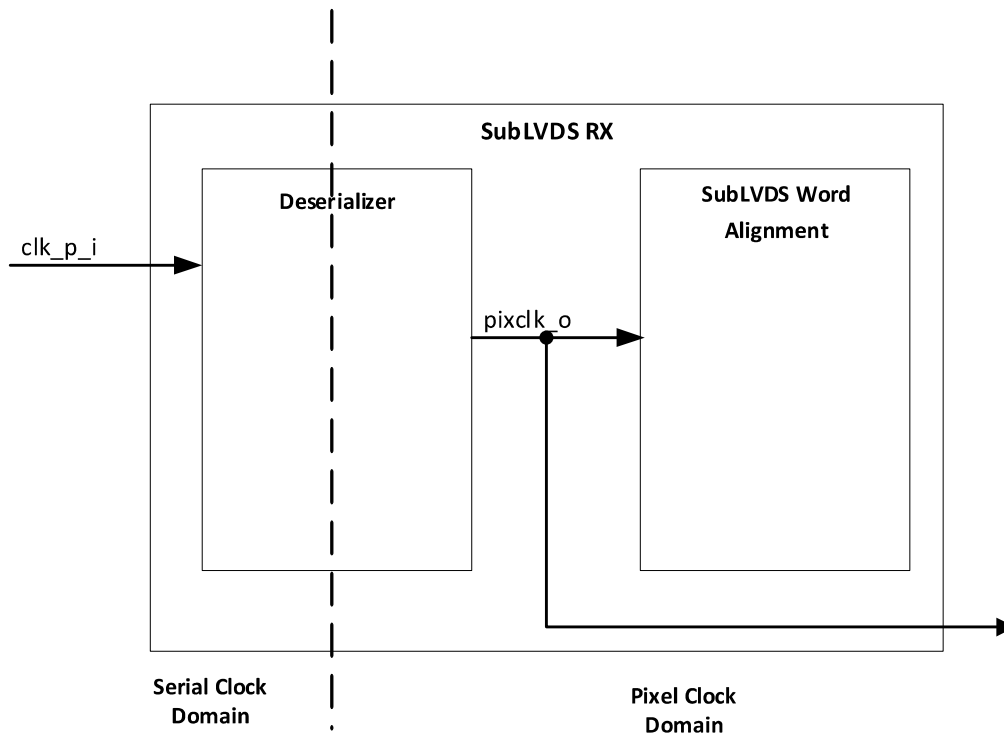 SubLVDS RX
Deserializer
SubLVDS Word
Alignment
clk_p_i
pixclk_o
Serial Clock
Domain
Pixel Clock
Domain